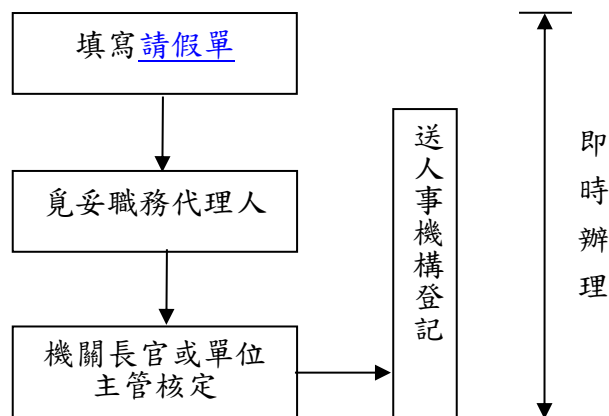 填寫請假單
覓妥職務代理人
機關長官或單位
主管核定
送人事機構登記
即時辦理